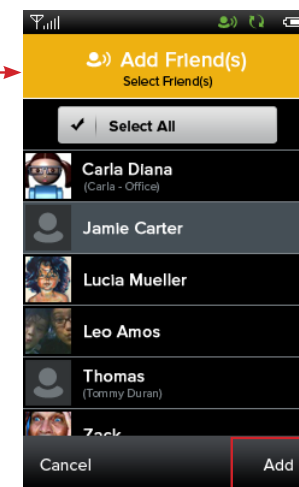 Add Friend(s)
Select Friend(s)
Select All
Carla Diana
(Carla - Office)
Jamie Carter
Lucia Mueller
Leo Amos
Thomas
(Tommy Duran)
Zack
Cancel
Add